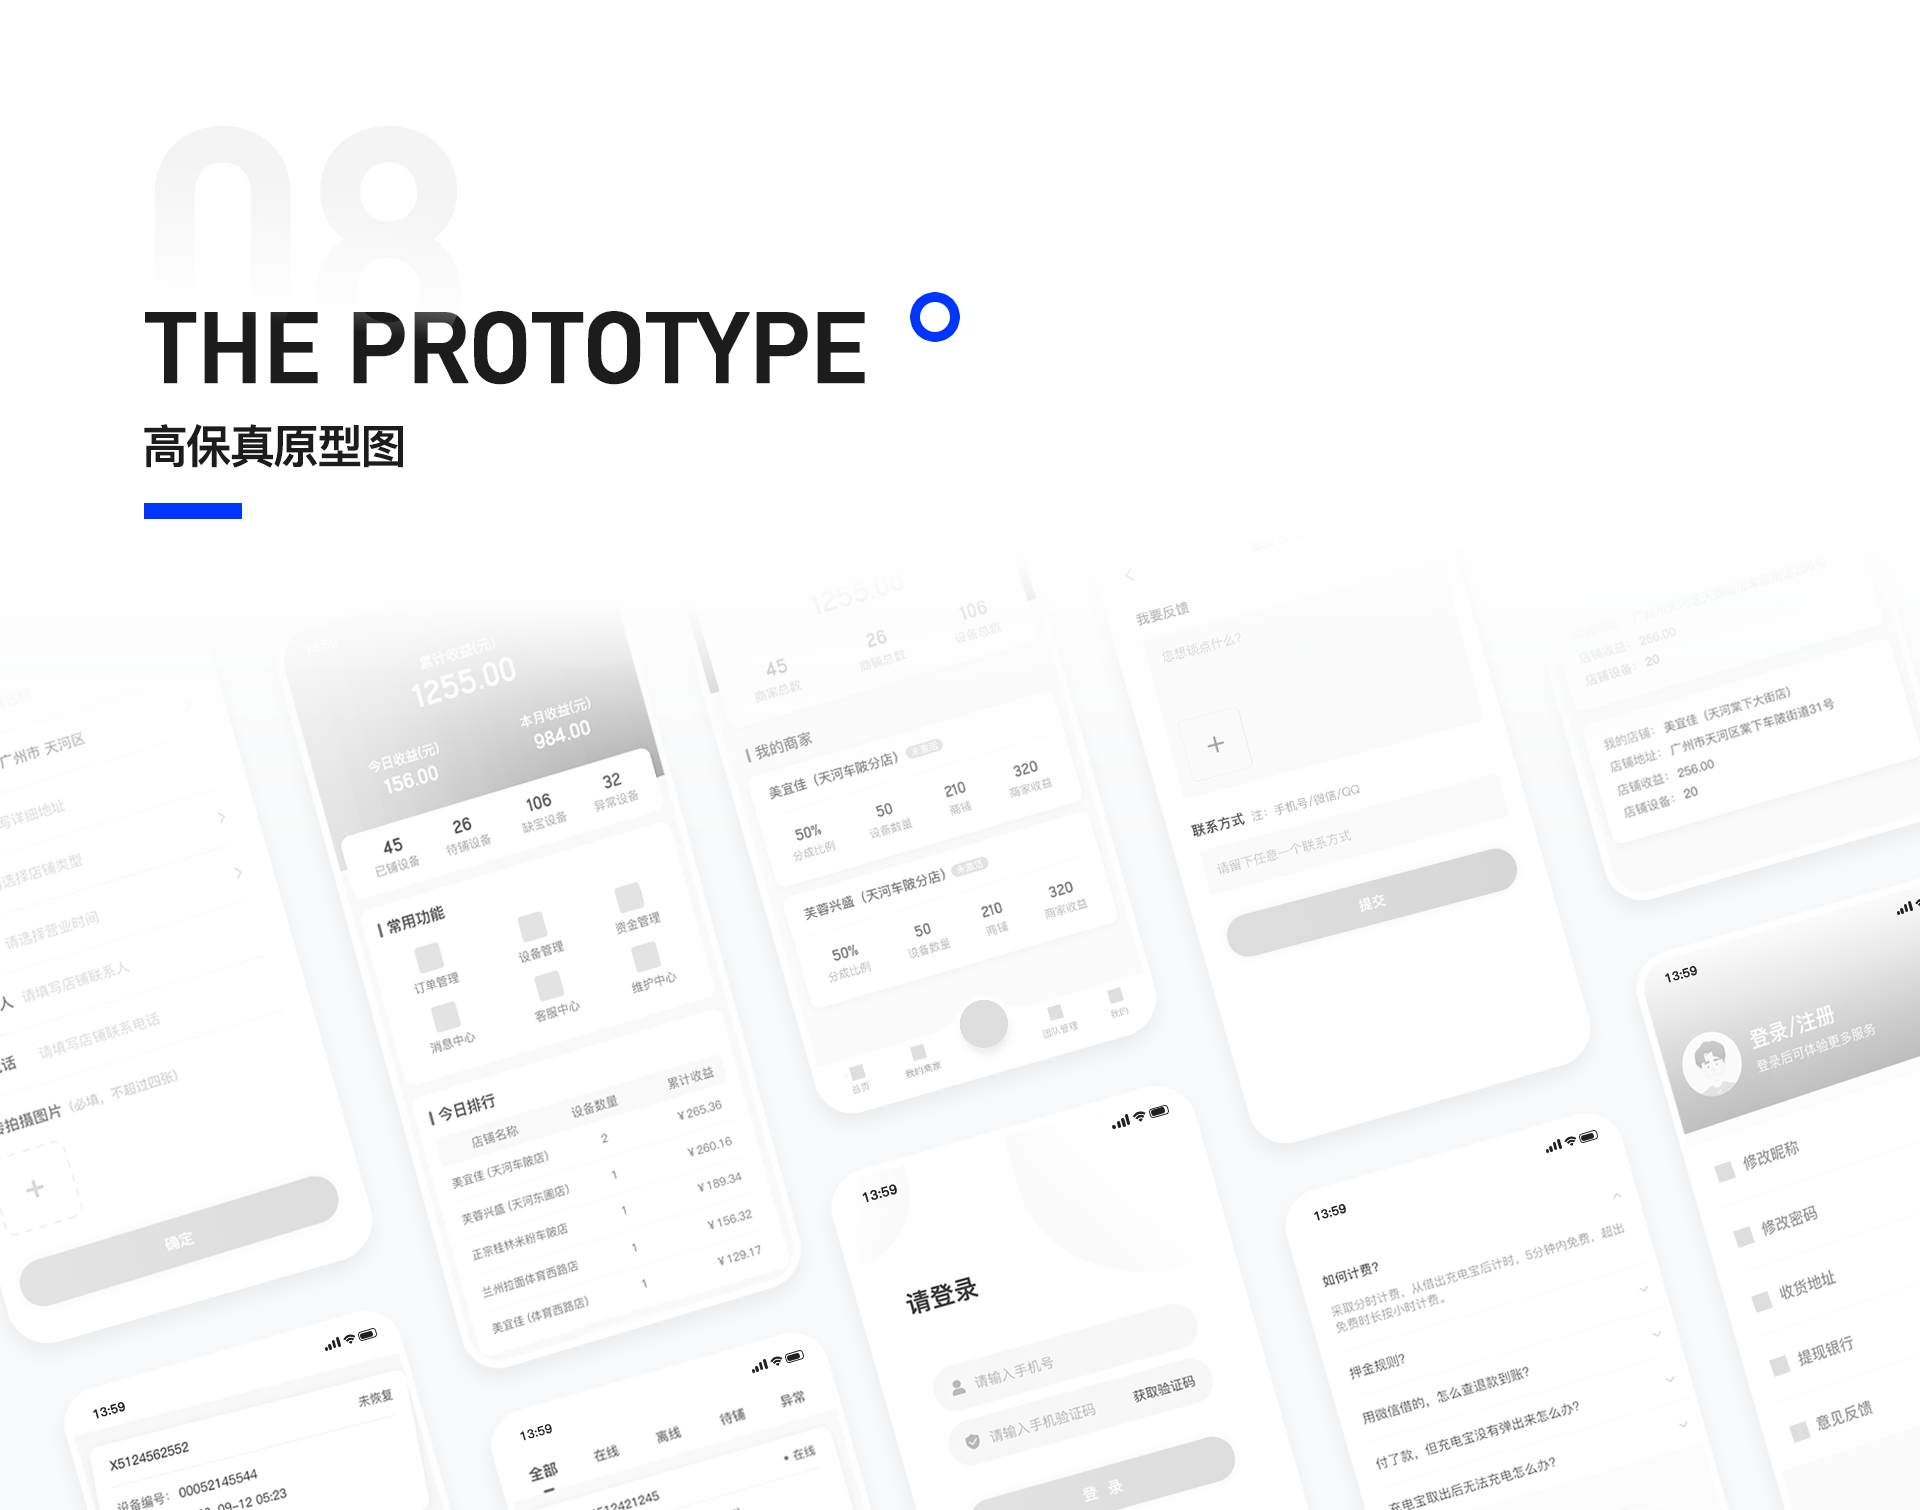 08
THE PROTOTYPE
高保真原型图
广州市 天河区
写详细地址
选择店铺类型
请选择营业时间
人 请填写店铺联系人
话 请填写店铺联系电话
拍摄图片 (必填，不超过四张)
确定
累计收益(元)
1255.00
今日收益(元)
156.00
本月收益(元)
984.00
45
已铺设备
26
待铺设备
106
缺宝设备
32
异常设备
常用功能
订单管理
设备管理
资金管理
消息中心
客服中心
维护中心
今日排行
店铺名称 设备数量 累计收益
美宜佳 (天河车陂店) 2 ¥265.36
芙蓉兴盛 (天河东圃店) 1 ¥260.16
正宗桂林米粉车陂店 1 ¥189.34
兰州拉面体育西路店 1 ¥156.32
美宜佳 (体育西路店) 1 ¥129.17
1255.00
45
商家总数
26
商铺总数
106
设备总数
我的商家
美宜佳（天河车陂分店） 未激活
50%
分成比例
50
设备数量
210
商铺
320
商家收益
芙蓉兴盛（天河车陂分店） 未激活
50%
分成比例
50
设备数量
210
商铺
320
商家收益
首页
我的商家
团队管理
我的
我要反馈
您想谈点什么?
联系方式 注：手机号/微信/QQ
请留下任意一个联系方式
提交
店铺收益： 256.00
店铺设备： 20
我的店铺： 美宜佳（天河棠下大街店）
店铺地址： 广州市天河区棠下车陂街道31号
店铺收益： 256.00
店铺设备： 20
13:59
登录/注册
登录后可体验更多服务
修改昵称
修改密码
收货地址
提现银行
意见反馈
13:59
请登录
请输入手机号
请输入手机验证码 获取验证码
登 录
13:59
如何计费?
采取分时计费，从借出充电宝后计时，5分钟内免费，超出
免费时长按小时计费。
押金规则?
用微信借的，怎么查退款到账?
付了款，但充电宝没有弹出来怎么办?
充电宝取出后无法充电怎么办?
13:59
未恢复
X5124562552
设备编号： 00052145544
09-12 05:23
13:59
全部 在线 离线 待铺 异常
512421245
在线